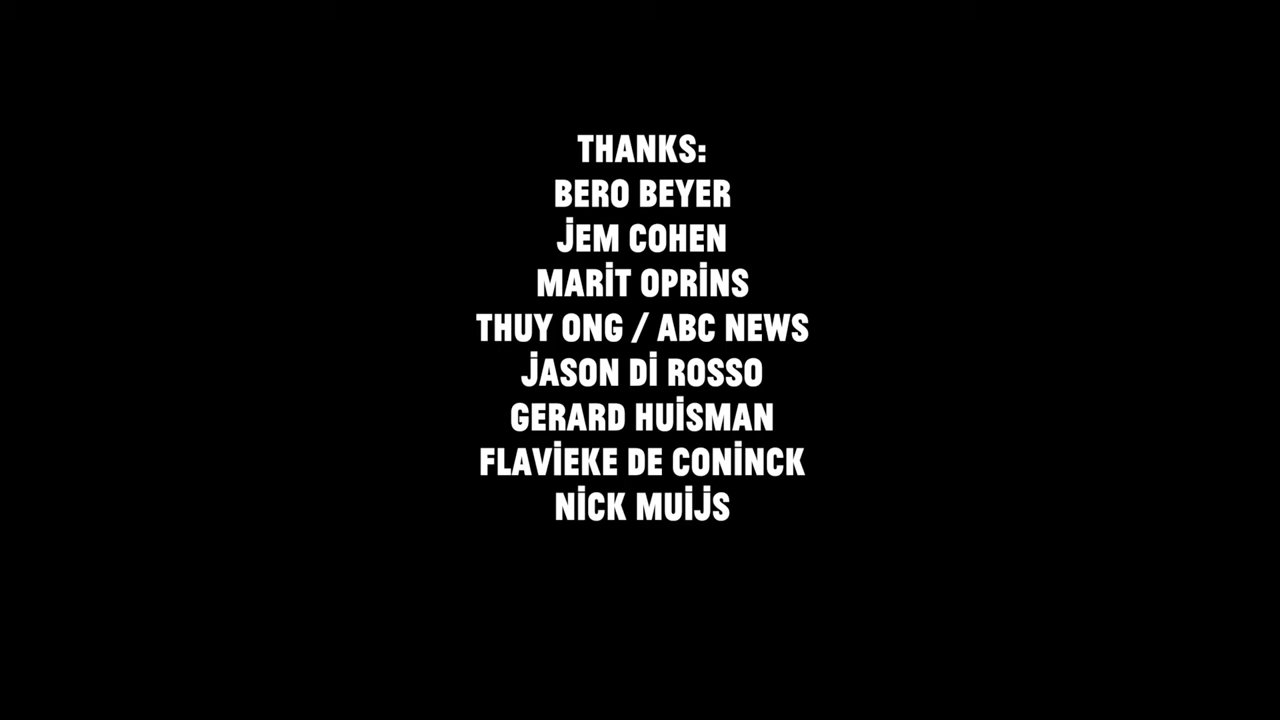 THANKS:
BERO BEYER
JEM COHEN
MARiT OPRiNS
THUY ONG / ABC NEWS
JASON Di ROSSO
GERARD HUiSMAN
FLAViEKE DE CONiNCK
NiCK MUiJS